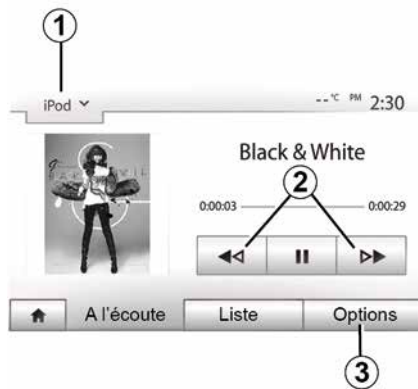 1
iPod
--°C PM 2:30
Black & White
2
0:00:03 0:00:29
A l'écoute Liste Options
3